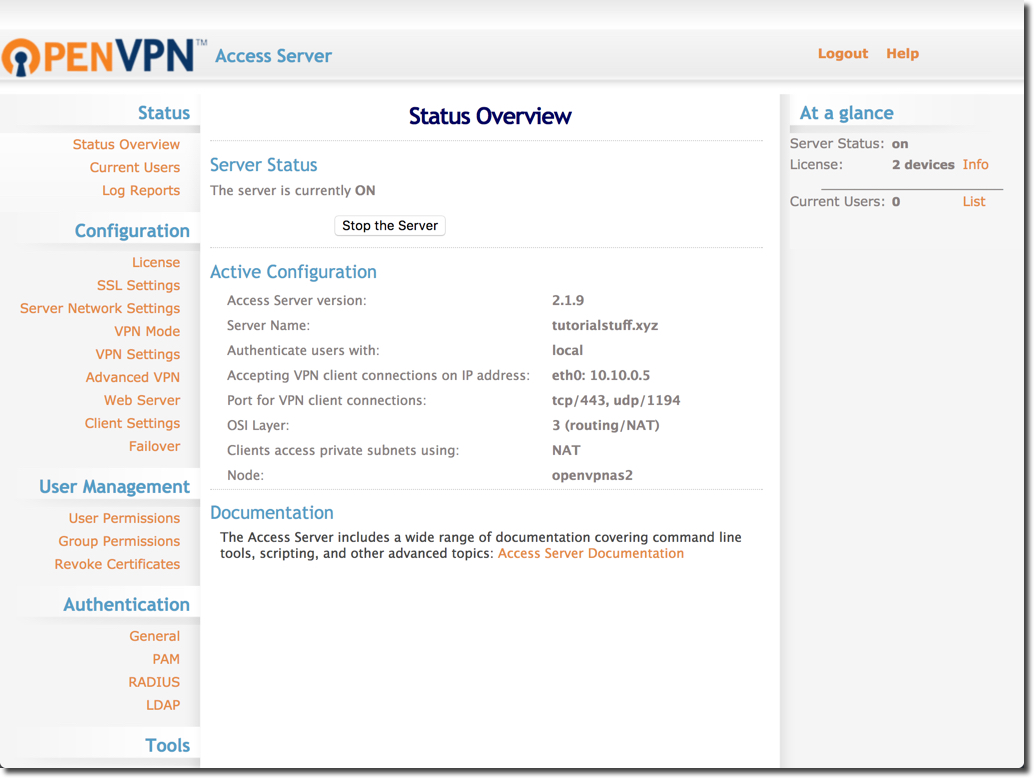 OPENVPN™ Access Server
Logout Help
Status
Status Overview
Current Users
Log Reports
Configuration
License
SSL Settings
Server Network Settings
VPN Mode
VPN Settings
Advanced VPN
Web Server
Client Settings
Failover
User Management
User Permissions
Group Permissions
Revoke Certificates
Authentication
General
PAM
RADIUS
LDAP
Tools
Status Overview
Server Status
The server is currently ON
Stop the Server
Active Configuration
Access Server version: 2.1.9
Server Name: tutorialstuff.xyz
Authenticate users with: local
Accepting VPN client connections on IP address: eth0: 10.10.0.5
Port for VPN client connections: tcp/443, udp/1194
OSI Layer: 3 (routing/NAT)
Clients access private subnets using: NAT
Node: openvpnas2
Documentation
The Access Server includes a wide range of documentation covering command line
tools, scripting, and other advanced topics: Access Server Documentation
At a glance
Server Status: on
License: 2 devices Info
Current Users: 0 List